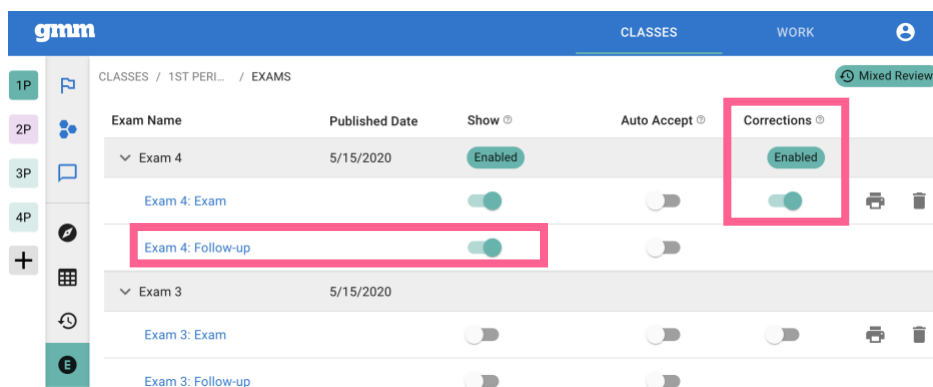 gmm CLASSES WORK
CLASSES / 1ST PERI... / EXAMS Mixed Review
1P
2P
3P
4P
Exam Name Published Date Show Auto Accept Corrections
Exam 4 5/15/2020 Enabled Enabled
Exam 4: Exam
Exam 4: Follow-up
Exam 3 5/15/2020
Exam 3: Exam
E
Exam 3: Follow-up